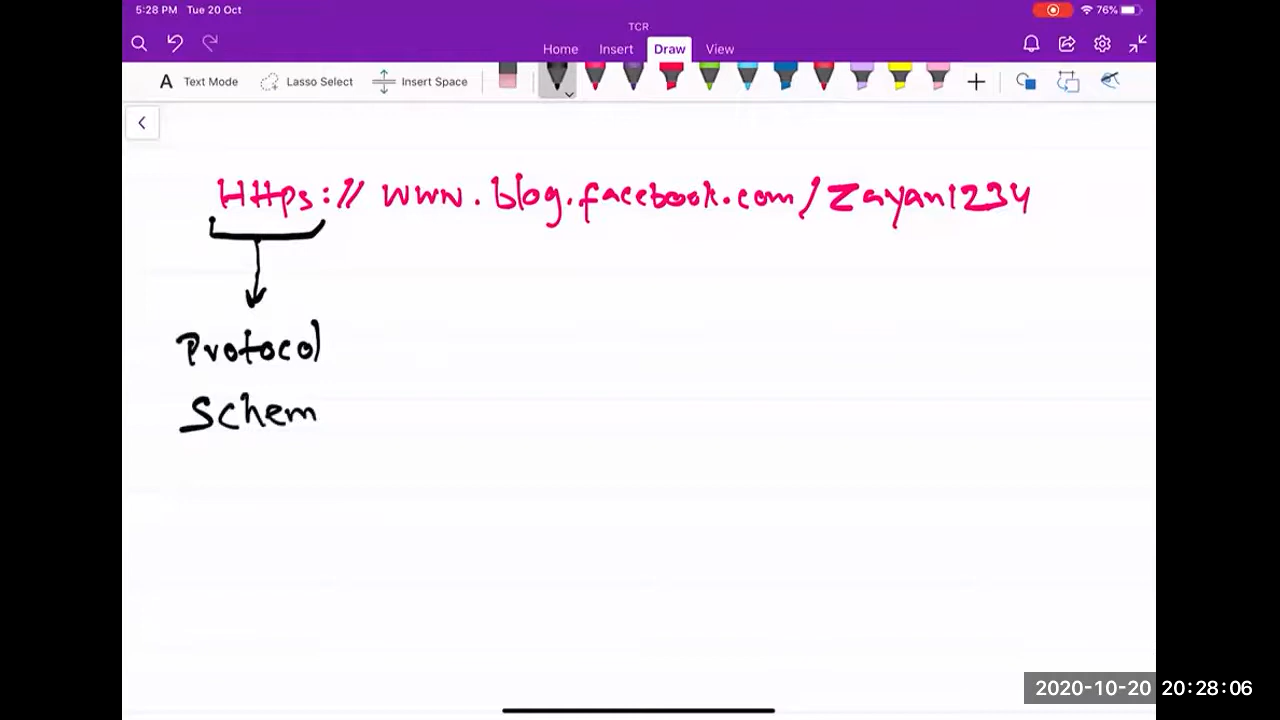 5:28 PM Tue 20 Oct
76%
TCR
Home Insert Draw View
Text Mode Lasso Select Insert Space
Https:// www.blog.facebook.com/Zayan1234
Protocol
Schem
2020-10-20 20:28:06